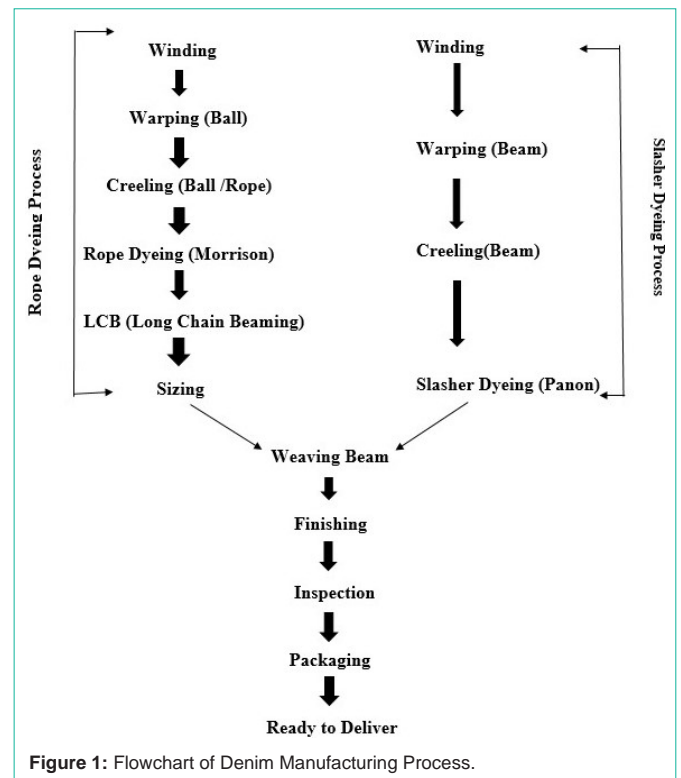 Rope Dyeing Process
Winding
Warping (Ball)
Creeling (Ball /Rope)
Rope Dyeing (Morrison)
LCB (Long Chain Beaming)
Sizing
Winding
Warping (Beam)
Creeling(Beam)
Slasher Dyeing (Panon)
Slasher Dyeing Process
Weaving Beam
Finishing
Inspection
Packaging
Ready to Deliver
Figure 1: Flowchart of Denim Manufacturing Process.